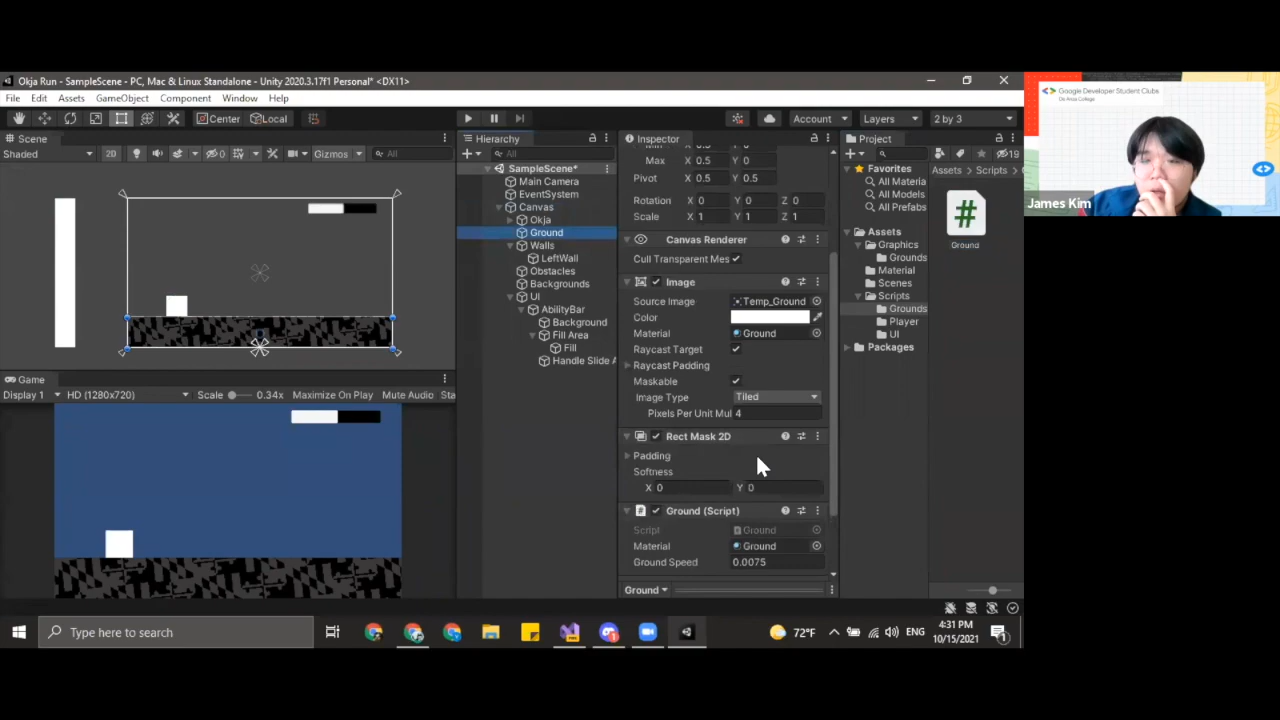 Okja Run - SampleScene - PC, Mac & Linux Standalone - Unity 2020.3.17f1 Personal* <DX11>
File Edit Assets GameObject Component Window Help
Center Local Account Layers 2 by 3
Scene
Shaded 2D 0 Gizmos All
Game
Display 1 HD (1280x720) Scale 0.34x Maximize On Play Mute Audio Sta
Hierarchy
All
SampleScene*
Main Camera
EventSystem
Canvas
Okja
Ground
Walls
LeftWall
Obstacles
Backgrounds
UI
AbilityBar
Background
Fill Area
Fill
Handle Slide A
Inspector
Max X 0.5 Y 0.5
Pivot X 0.5 Y 0.5
Rotation X 0 Y 0 Z 0
Scale X 1 Y 1 Z 1
Canvas Renderer
Cull Transparent Mes
Image
Source Image Temp_Ground
Color
Material Ground
Raycast Target
Raycast Padding
Maskable
Image Type Tiled
Pixels Per Unit Mul 4
Rect Mask 2D
Padding
Softness
X 0 Y 0
# Ground (Script)
Script Ground
Material Ground
Ground Speed 0.0075
Ground
Project
19
Favorites
All Materia
All Models
All Prefabs
Assets
Graphics
Grounds
Material
Scenes
Scripts
Grounds
Player
UI
Packages
Assets Scripts
#
Ground
Google Developer Student Clubs
De Anza College
James Kim
Type here to search
72°F
ENG
4:31 PM
10/15/2021
1